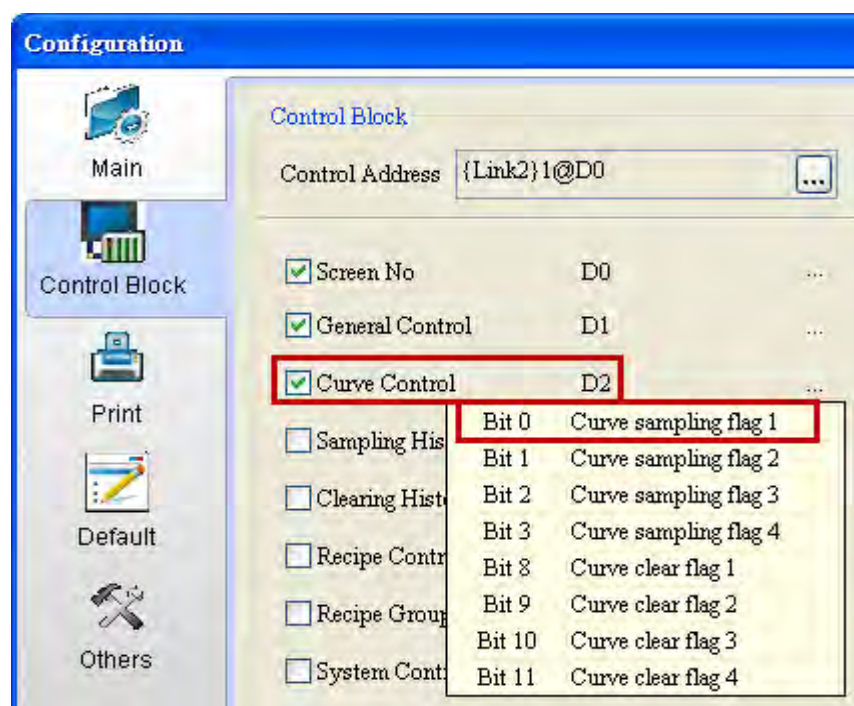 Configuration
Main
Control Block
Print
Default
Others
Control Block
Control Address {Link2}1@D0 ...
Screen No D0 ...
General Control D1 ...
Curve Control D2 ...
Sampling His
Clearing Hist
Recipe Contr
Recipe Group
System Cont
Bit 0 Curve sampling flag 1
Bit 1 Curve sampling flag 2
Bit 2 Curve sampling flag 3
Bit 3 Curve sampling flag 4
Bit 8 Curve clear flag 1
Bit 9 Curve clear flag 2
Bit 10 Curve clear flag 3
Bit 11 Curve clear flag 4